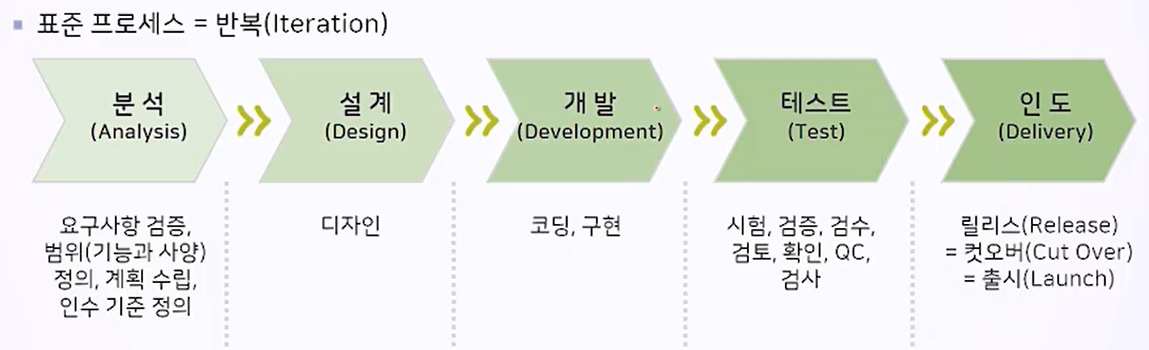 표준 프로세스 = 반복(Iteration)
분 석
(Analysis)
설 계
(Design)
개 발
(Development)
테스트
(Test)
인 도
(Delivery)
요구사항 검증,
범위(기능과 사양)
정의, 계획 수립,
인수 기준 정의
디자인
코딩, 구현
시험, 검증, 검수,
검토, 확인, QC,
검사
릴리스(Release)
= 컷오버(Cut Over)
= 출시(Launch)